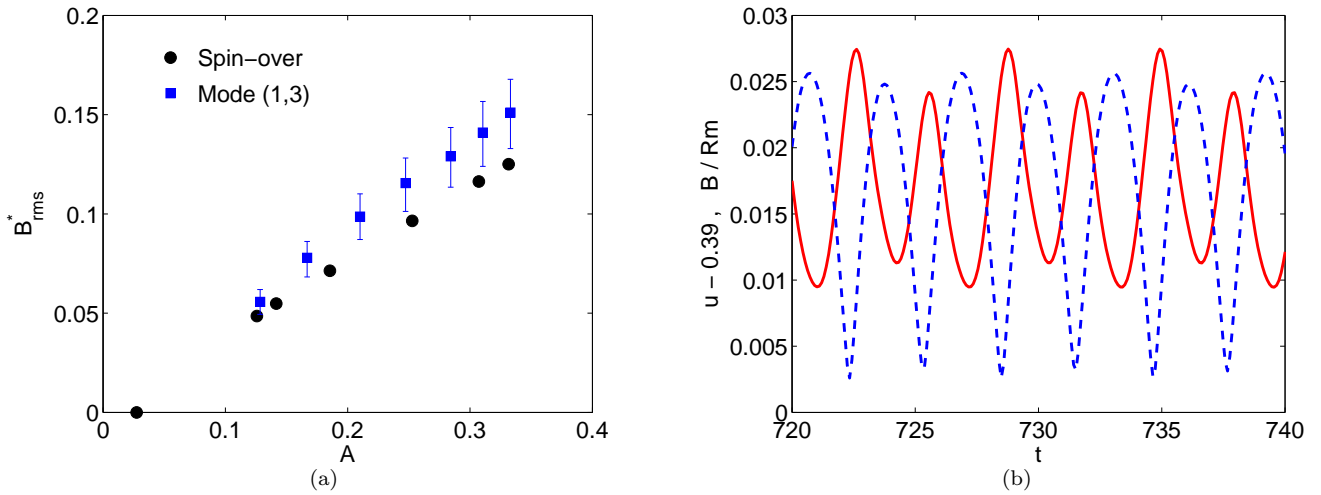 0.2
0.15
0.1
0.05
0
B*rms
Spin−over
Mode (1,3)
0 0.1 0.2 0.3 0.4
A
(a)
0.03
0.025
0.02
0.015
0.01
0.005
0
u − 0.39 , B / Rm
720 725 730 735 740
t
(b)